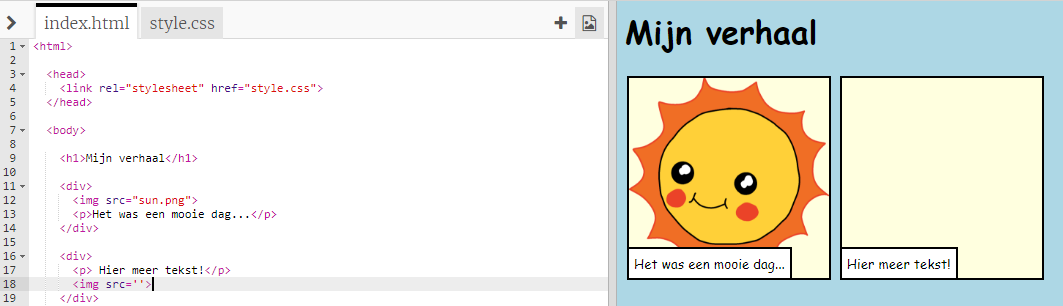 index.html style.css
1 <html>
2
3 <head>
4 <link rel="stylesheet" href="style.css">
5 </head>
6
7 <body>
8
9 <h1>Mijn verhaal</h1>
10
11 <div>
12 <img src="sun.png">
13 <p>Het was een mooie dag...</p>
14 </div>
15
16 <div>
17 <p> Hier meer tekst!</p>
18 <img src=''>
19 </div>
Mijn verhaal
Het was een mooie dag...
Hier meer tekst!